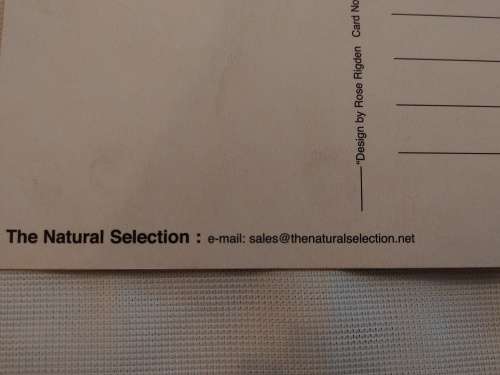 "Design by Rose Rigden Card No
The Natural Selection : e-mail: sales@thenaturalselection.net